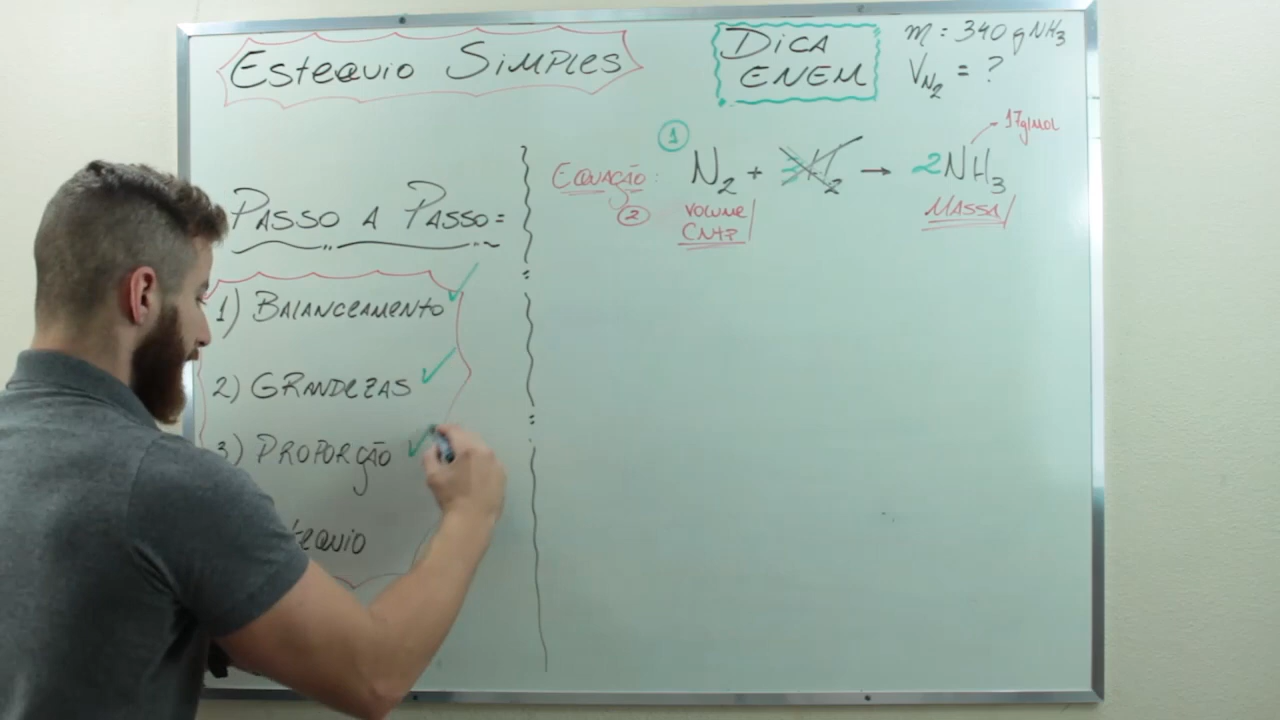 Estequio Simples
DICA
ENEM
m: 340g NH3
VN2 = ?
17g/mol
1
Equação: N2 + 3H2 → 2NH3
2
Volume/
CNTP
Massa/
Passo a Passo:
1) Balanceamento ✓
2) Grandezas ✓
3) Proporção ✓